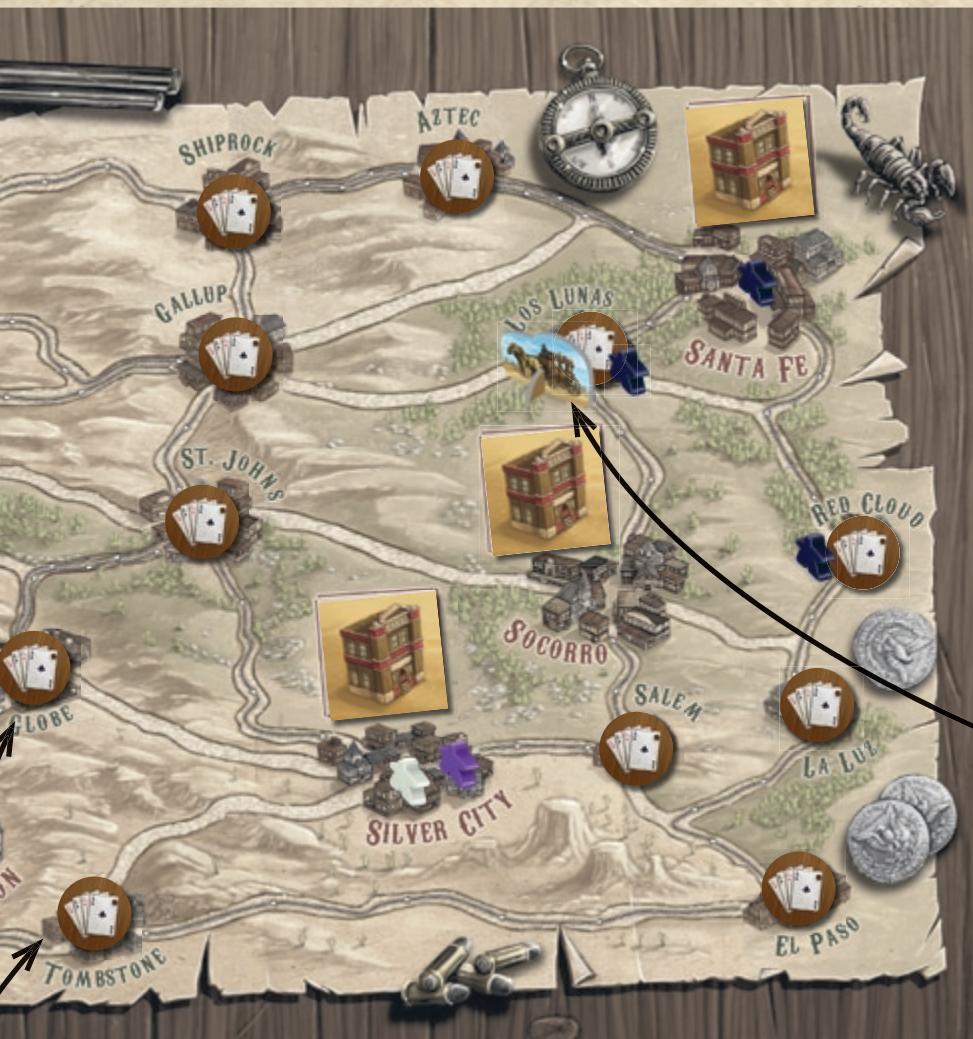 AZTEC
SHIPROCK
LOS LUNAS
GALLUP
SANTA FE
ST. JOHNS
RED CLOUD
SOCORRO
SALEM
GLOBE
LA LUZ
SILVER CITY
EL PASO
TOMBSTONE